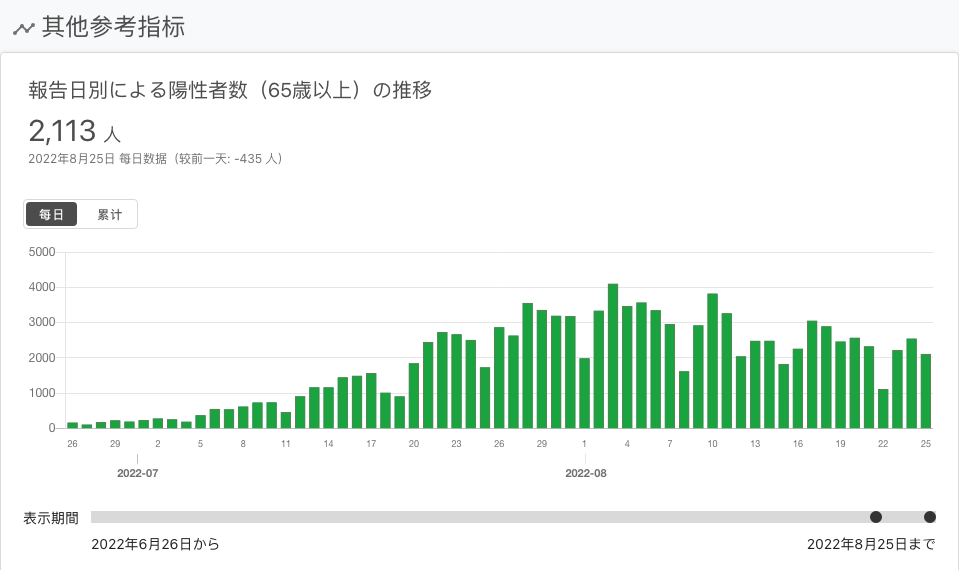 其他参考指标
報告日別による陽性者数（65歳以上）の推移
2,113 人
2022年8月25日 每日数据（较前一天: -435 人）
每日 累计
5000
4000
3000
2000
1000
0
26 29 2 5 8 11 14 17 20 23 26 29 1 4 7 10 13 16 19 22 25
2022-07 2022-08
表示期間
2022年6月26日から 2022年8月25日まで